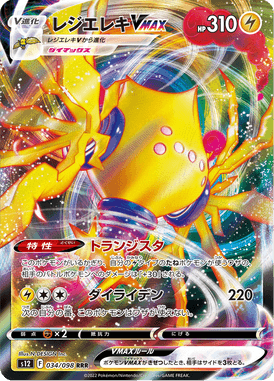 V進化 レジエレキVMAX HP310
レジエレキVから進化
ダイマックス
特性 トランジスタ
このポケモンがいるかぎり、自分のタイプのたねポケモンが使うワザの、
相手のバトルポケモンへのダメージは「+30」される。
ダイライデン 220
次の自分の番、このポケモンはワザが使えない。
弱点 抵抗力 にげる
Illus. N-DESIGN Inc.
VMAXルール
s12 F 034/098 RRR
ポケモンVMAXがきぜつしたとき、相手はサイドを3枚とる。